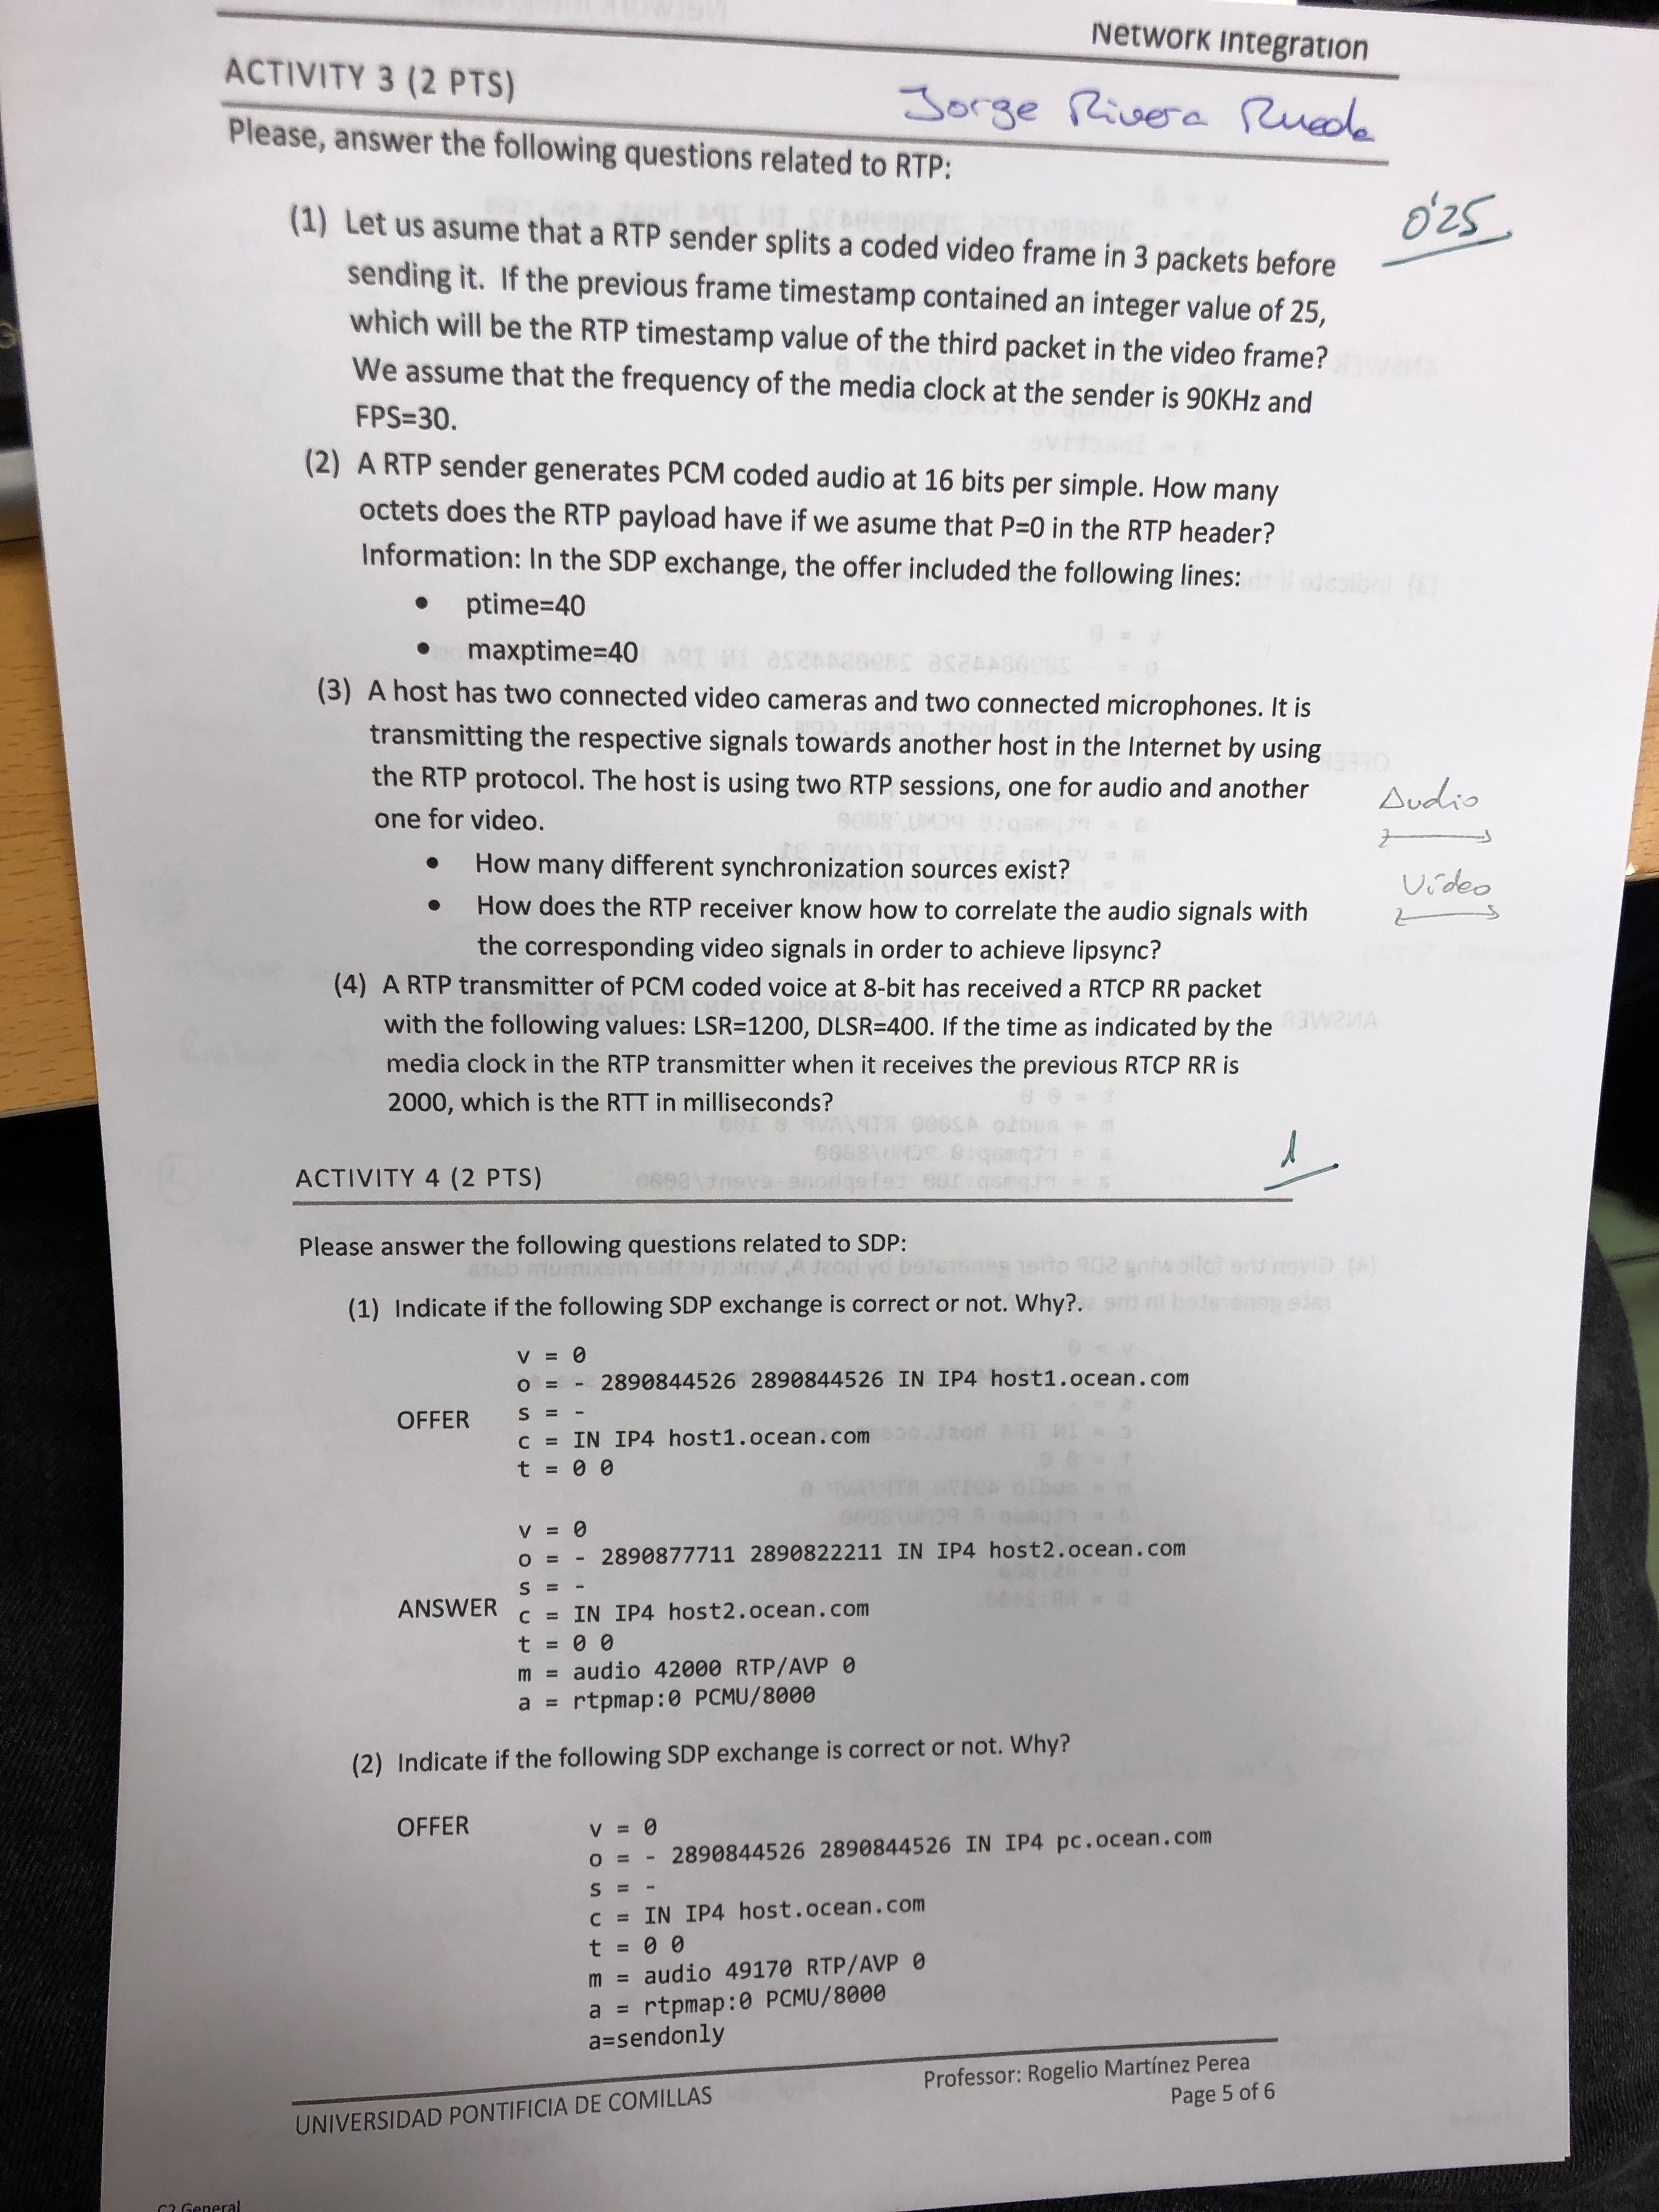 Network Integration
ACTIVITY 3 (2 PTS)
Jorge Rivera Rueda
Please, answer the following questions related to RTP:
0'25
(1) Let us asume that a RTP sender splits a coded video frame in 3 packets before
sending it. If the previous frame timestamp contained an integer value of 25,
which will be the RTP timestamp value of the third packet in the video frame?
We assume that the frequency of the media clock at the sender is 90KHz and
FPS=30.
(2) A RTP sender generates PCM coded audio at 16 bits per simple. How many
octets does the RTP payload have if we asume that P=0 in the RTP header?
Information: In the SDP exchange, the offer included the following lines:
• ptime=40
• maxptime=40
(3) A host has two connected video cameras and two connected microphones. It is
transmitting the respective signals towards another host in the Internet by using
the RTP protocol. The host is using two RTP sessions, one for audio and another
one for video.
Audio
Vídeo
• How many different synchronization sources exist?
• How does the RTP receiver know how to correlate the audio signals with
the corresponding video signals in order to achieve lipsync?
(4) A RTP transmitter of PCM coded voice at 8-bit has received a RTCP RR packet
with the following values: LSR=1200, DLSR=400. If the time as indicated by the
media clock in the RTP transmitter when it receives the previous RTCP RR is
2000, which is the RTT in milliseconds?
1
ACTIVITY 4 (2 PTS)
Please answer the following questions related to SDP:
(1) Indicate if the following SDP exchange is correct or not. Why?.
v = 0
o = - 2890844526 2890844526 IN IP4 host1.ocean.com
OFFER
s = -
c = IN IP4 host1.ocean.com
t = 0 0
v = 0
o = - 2890877711 2890822211 IN IP4 host2.ocean.com
s = -
ANSWER
c = IN IP4 host2.ocean.com
t = 0 0
m = audio 42000 RTP/AVP 0
a = rtpmap:0 PCMU/8000
(2) Indicate if the following SDP exchange is correct or not. Why?
OFFER
v = 0
o = - 2890844526 2890844526 IN IP4 pc.ocean.com
s = -
c = IN IP4 host.ocean.com
t = 0 0
m = audio 49170 RTP/AVP 0
a = rtpmap:0 PCMU/8000
a=sendonly
UNIVERSIDAD PONTIFICIA DE COMILLAS
Professor: Rogelio Martínez Perea
Page 5 of 6
C2 General